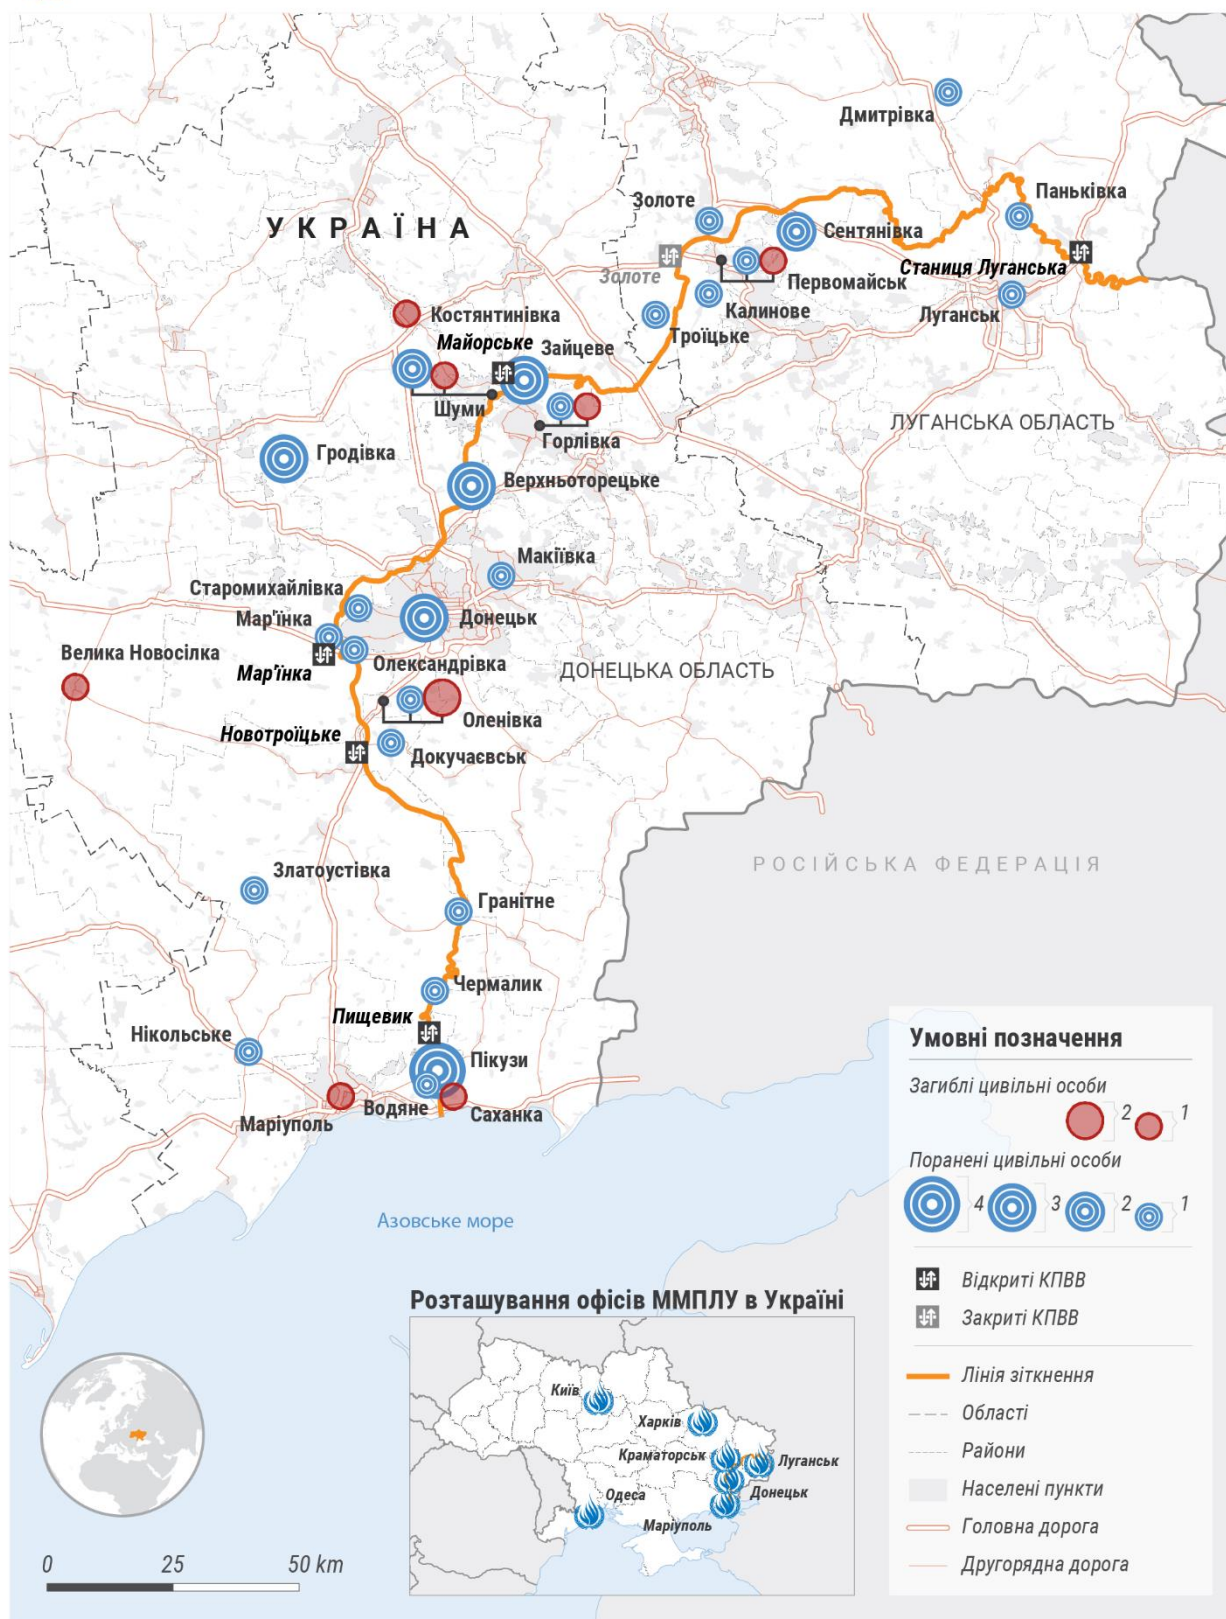 Дмитрівка
Паньківка
Золоте
Сентянівка
УКРАЇНА
Станиця Луганська
Золоте
Первомайськ
Калинове
Луганськ
Костянтинівка
Троїцьке
Майорське
Зайцеве
Шуми
ЛУГАНСЬКА ОБЛАСТЬ
Горлівка
Гродівка
Верхньоторецьке
Макіївка
Старомихайлівка
Мар'їнка
Донецьк
Велика Новосілка
Мар'їнка
Олександрівка
ДОНЕЦЬКА ОБЛАСТЬ
Оленівка
Новотроїцьке
Докучаєвськ
РОСІЙСЬКА ФЕДЕРАЦІЯ
Златоустівка
Гранітне
Чермалик
Пищевик
Нікольське
Пікузи
Водяне
Саханка
Маріуполь
Азовське море
Умовні позначення
Загиблі цивільні особи
2 1
Поранені цивільні особи
4 3 2 1
Відкриті КПВВ
Закриті КПВВ
Лінія зіткнення
Області
Райони
Населені пункти
Головна дорога
Другорядна дорога
Розташування офісів ММПЛУ в Україні
Київ
Харків
Краматорськ
Луганськ
Донецьк
Одеса
Маріуполь
0 25 50 km